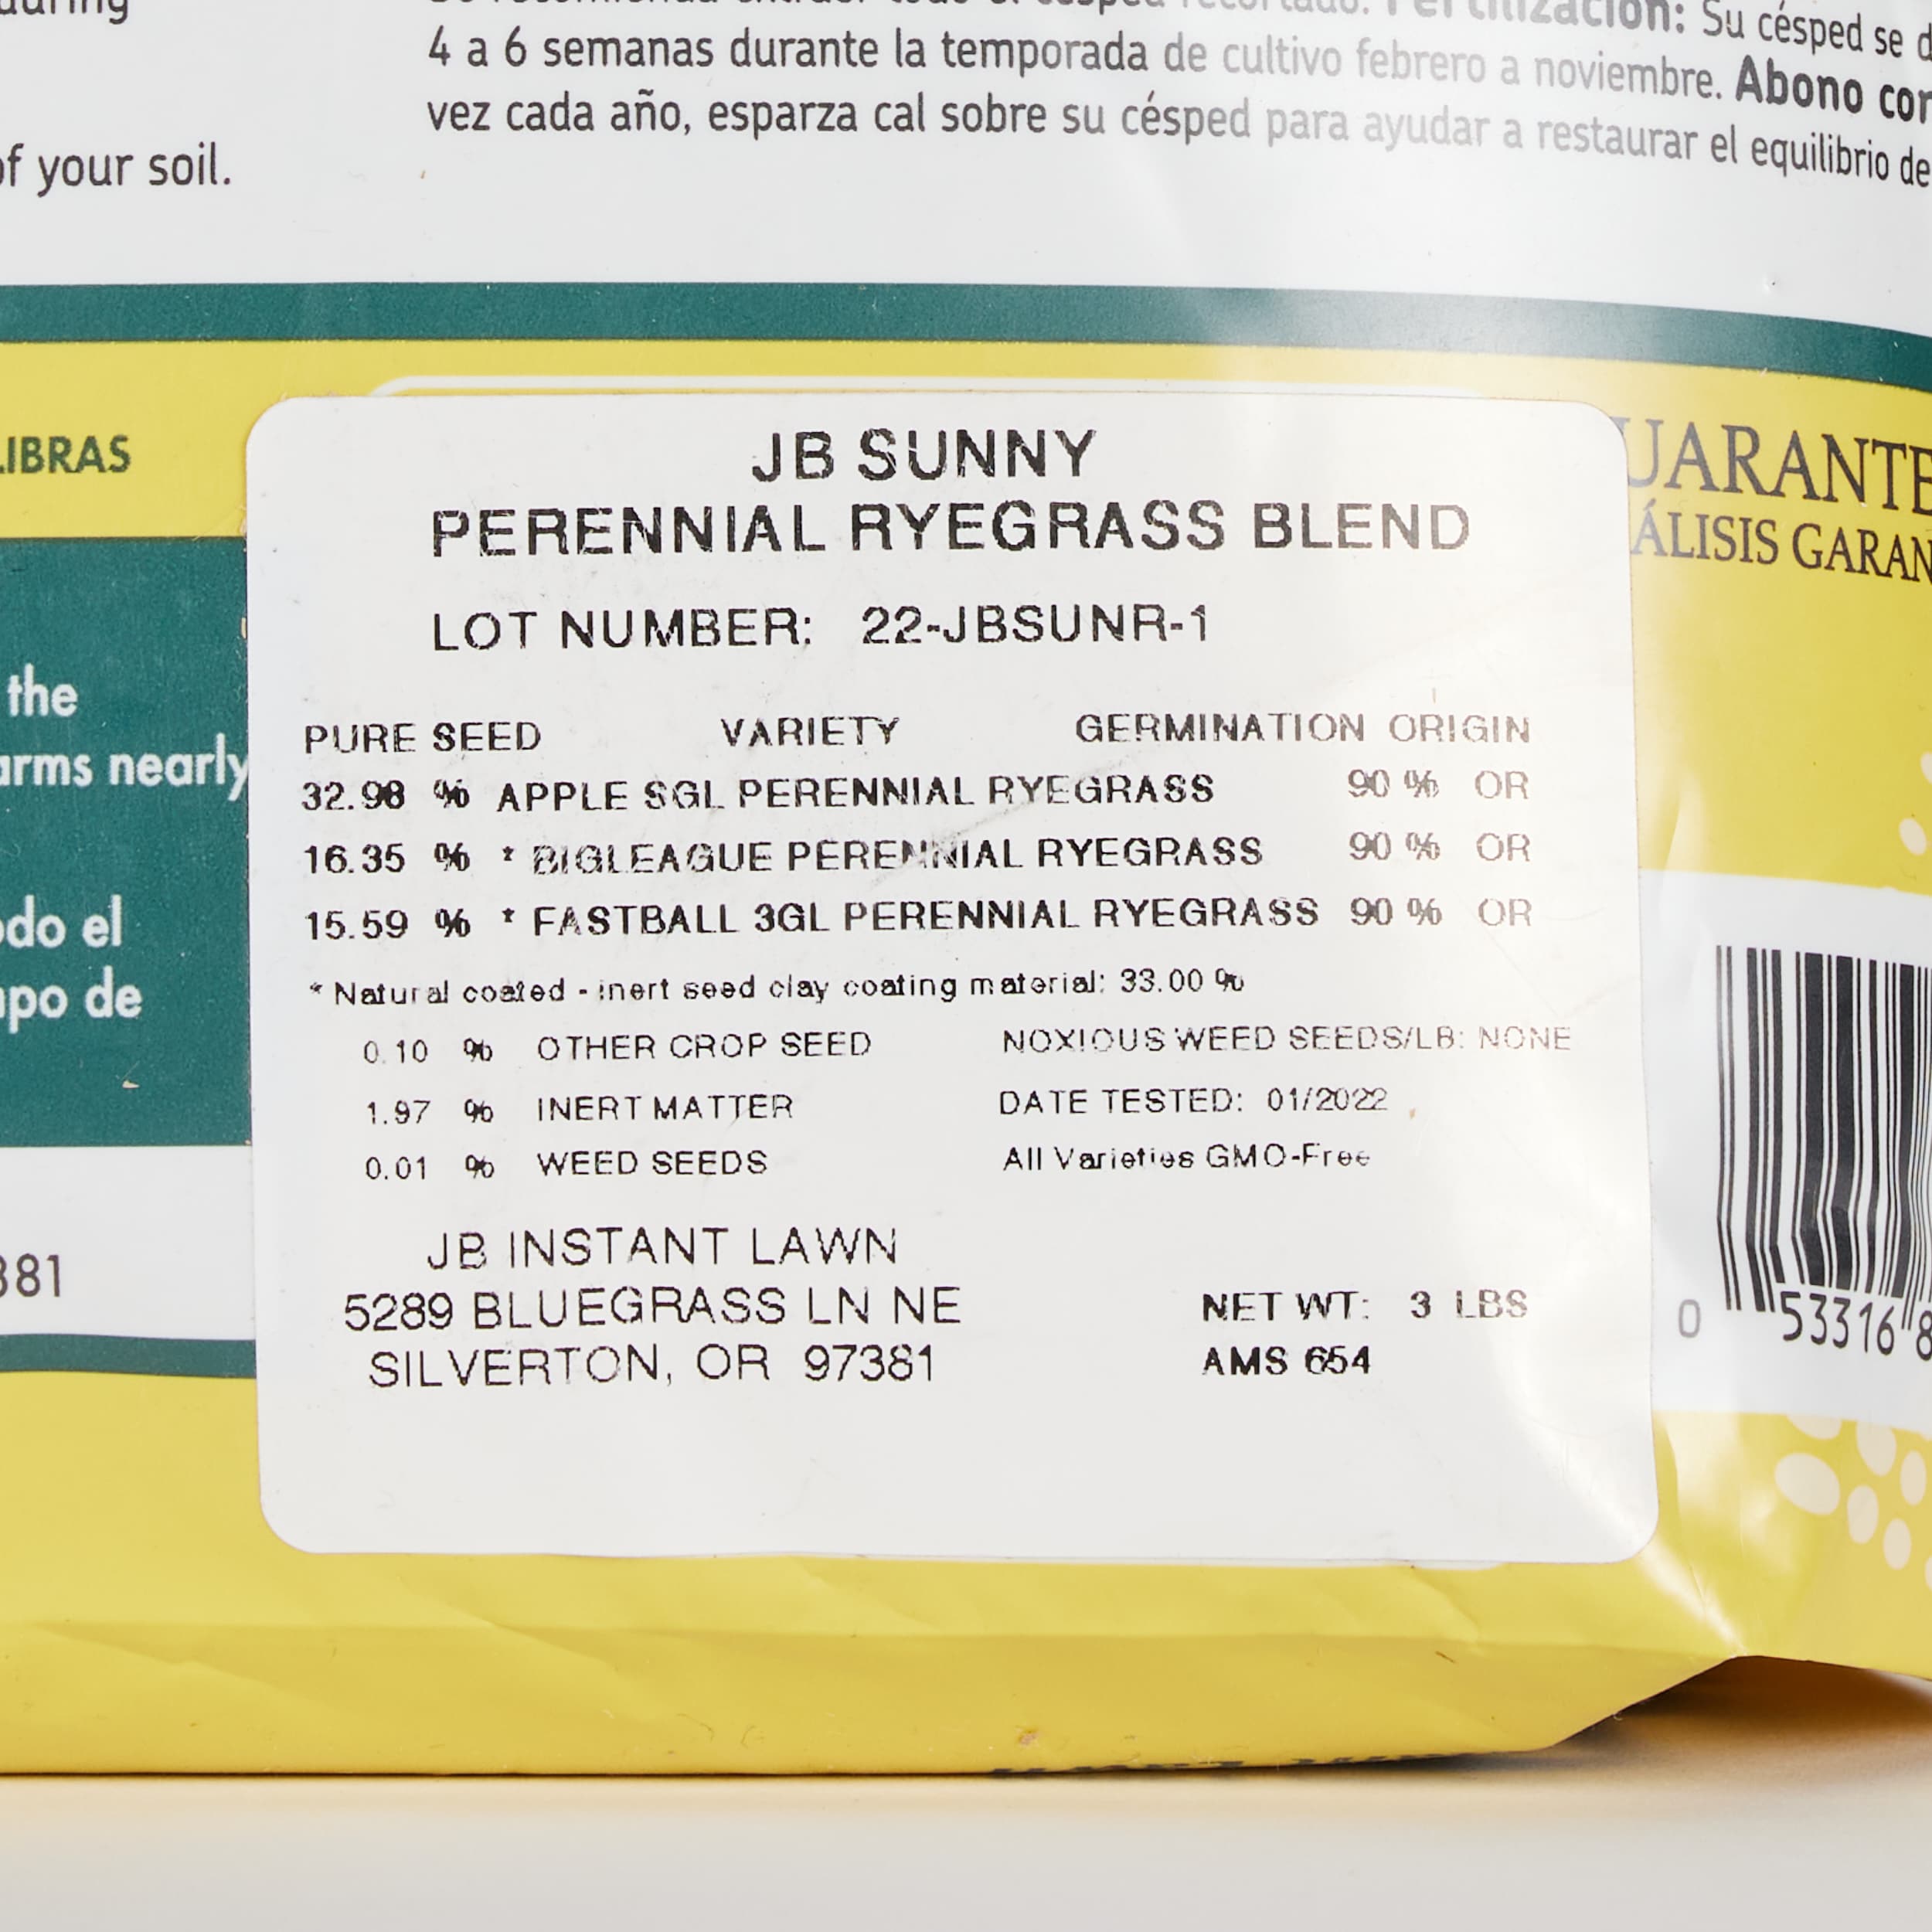 of your soil.
4 a 6 semanas durante la temporada de cultivo febrero a noviembre. Abono
vez cada año, esparza cal sobre su césped para ayudar a restaurar el equilibrio de
Fertilización: Su césped se
LIBRAS
the
nearly
el
de
381
JB SUNNY
PERENNIAL RYEGRASS BLEND
LOT NUMBER: 22-JBSUNR-1
PURE SEED VARIETY GERMINATION ORIGIN
32.98 % APPLE SGL PERENNIAL RYEGRASS 90 % OR
16.35 % * BIGLEAGUE PERENNIAL RYEGRASS 90 % OR
15.59 % * FASTBALL 3GL PERENNIAL RYEGRASS 90 % OR
* Natural coated - inert seed clay coating material: 33.00 %
0.10 % OTHER CROP SEED NOXIOUS WEED SEEDS/LB: NONE
1.97 % INERT MATTER DATE TESTED: 01/2022
0.01 % WEED SEEDS All Varieties GMO-Free
JB INSTANT LAWN
5289 BLUEGRASS LN NE NET WT: 3 LBS
SILVERTON, OR 97381 AMS 654
UARANTE
ÁLISIS GARAN
0 53316 8